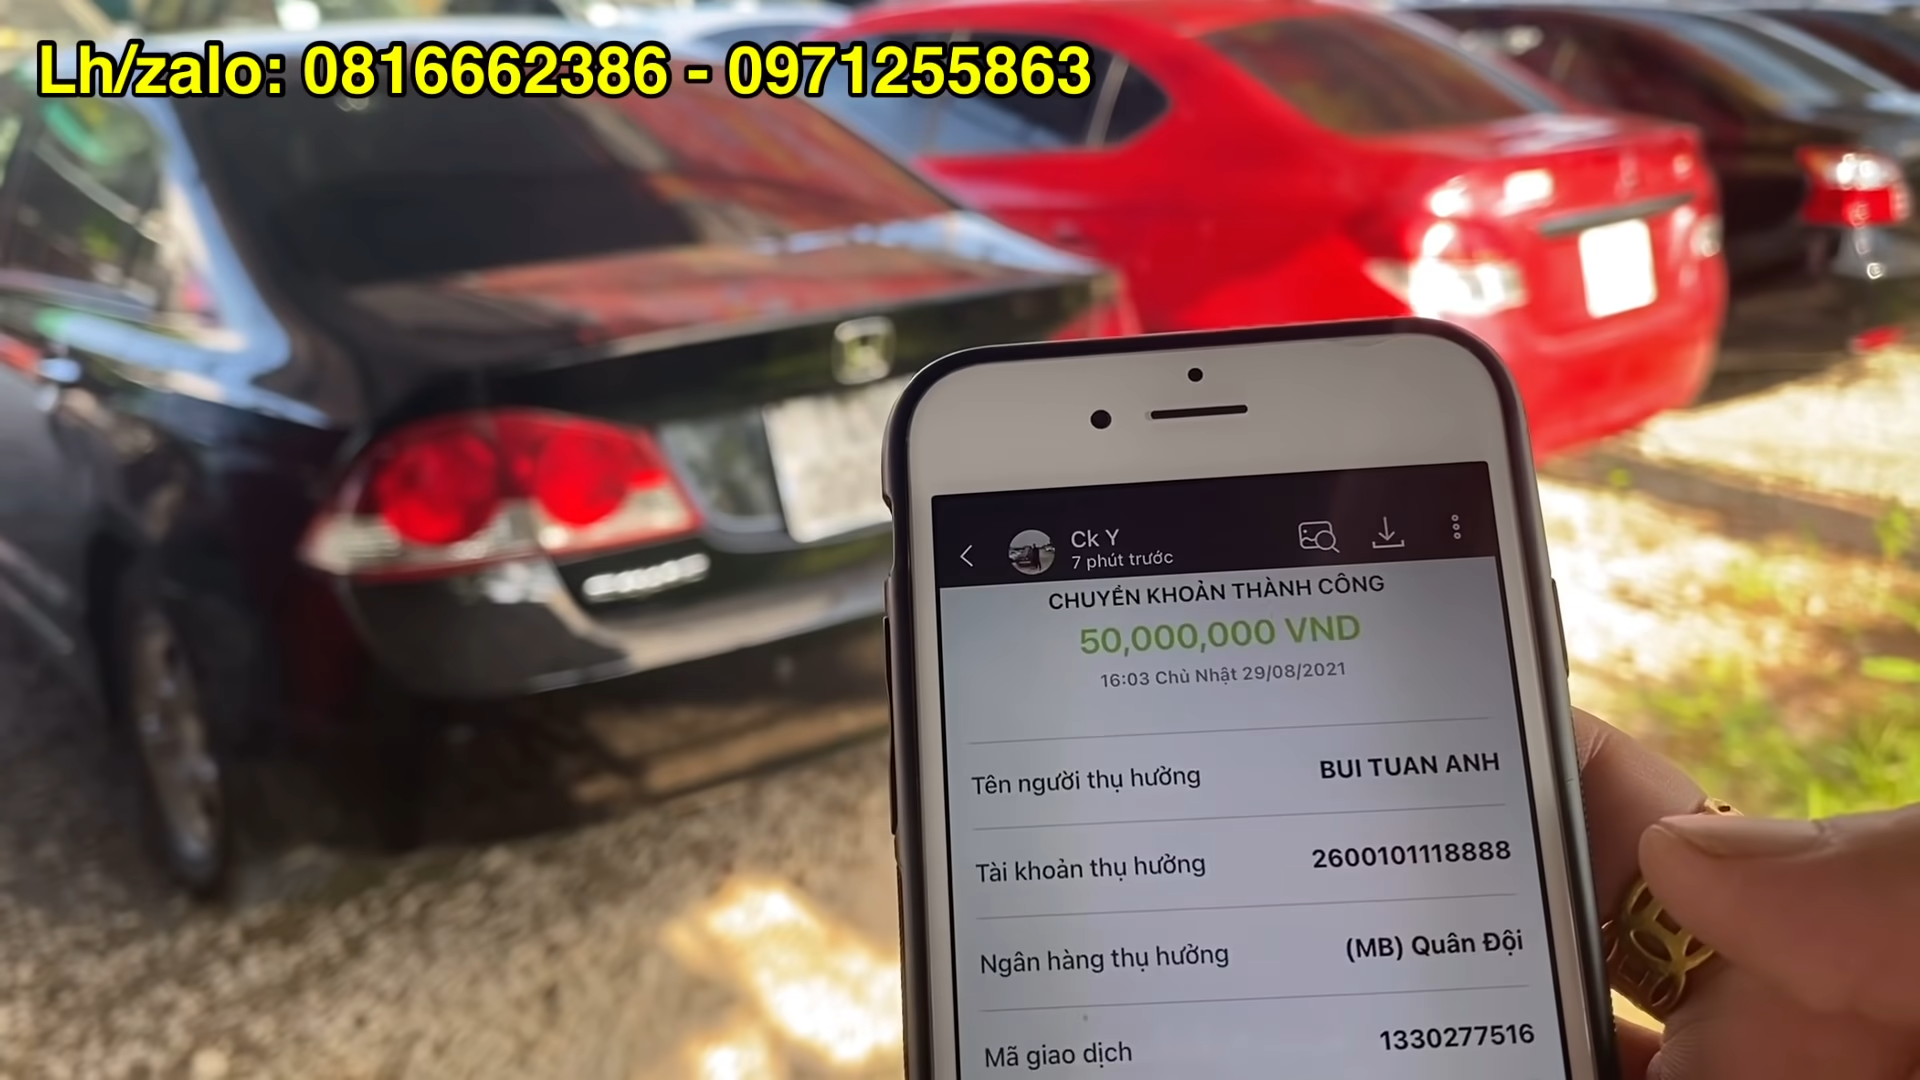 Lh/zalo: 0816662386 - 0971255863
Ck Y
7 phút trước
CHUYỂN KHOẢN THÀNH CÔNG
50,000,000 VND
16:03 Chủ Nhật 29/08/2021
Tên người thụ hưởng BUI TUAN ANH
Tài khoản thụ hưởng 2600101118888
Ngân hàng thụ hưởng (MB) Quân Đội
Mã giao dịch 1330277516